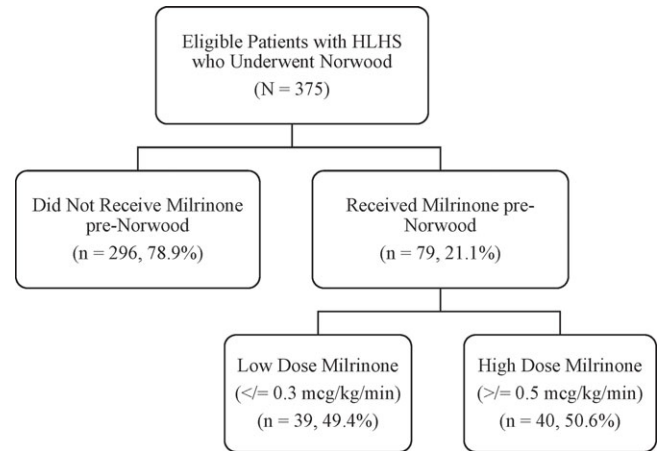 Eligible Patients with HLHS
who Underwent Norwood
(N = 375)
Did Not Receive Milrinone
pre-Norwood
(n = 296, 78.9%)
Received Milrinone pre-
Norwood
(n = 79, 21.1%)
Low Dose Milrinone
(</= 0.3 mcg/kg/min)
(n = 39, 49.4%)
High Dose Milrinone
(>/= 0.5 mcg/kg/min)
n = 40, 50.6%)